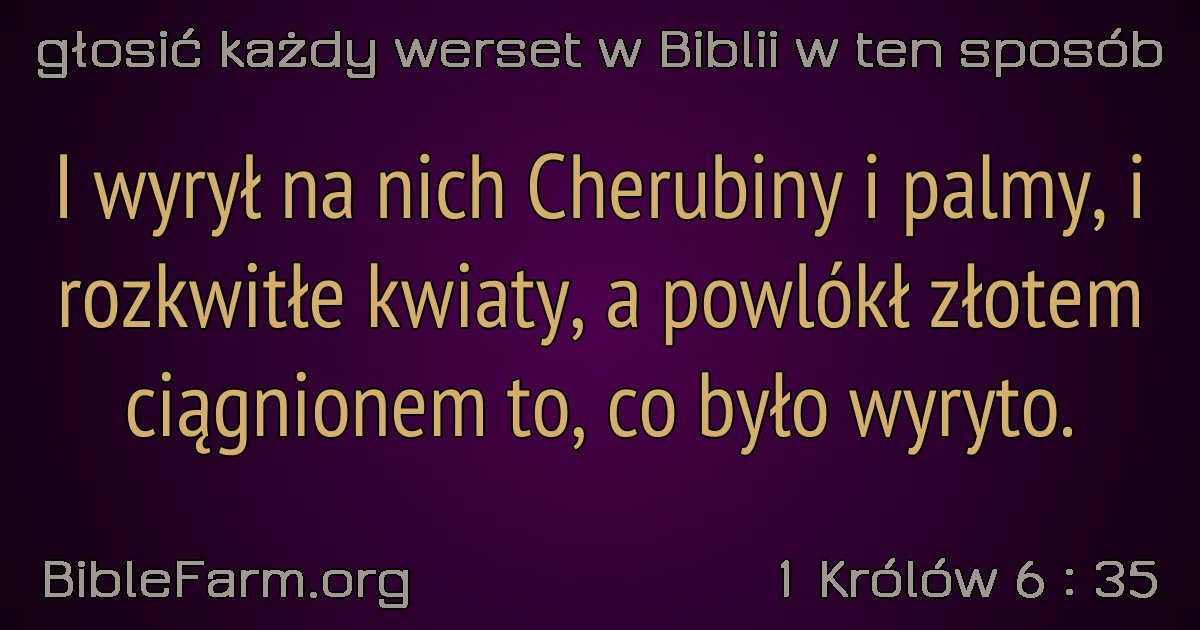 głosić każdy werset w Biblii w ten sposób
I wyrył na nich Cherubiny i palmy, i
rozkwitłe kwiaty, a powlókł złotem
ciągnionem to, co było wyryto.
BibleFarm.org
1 Królów 6 : 35